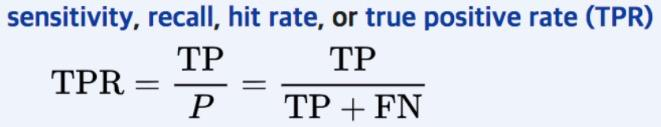 sensitivity, recall, hit rate, or true positive rate (TPR)
TPR = TP / P = TP / (TP + FN)